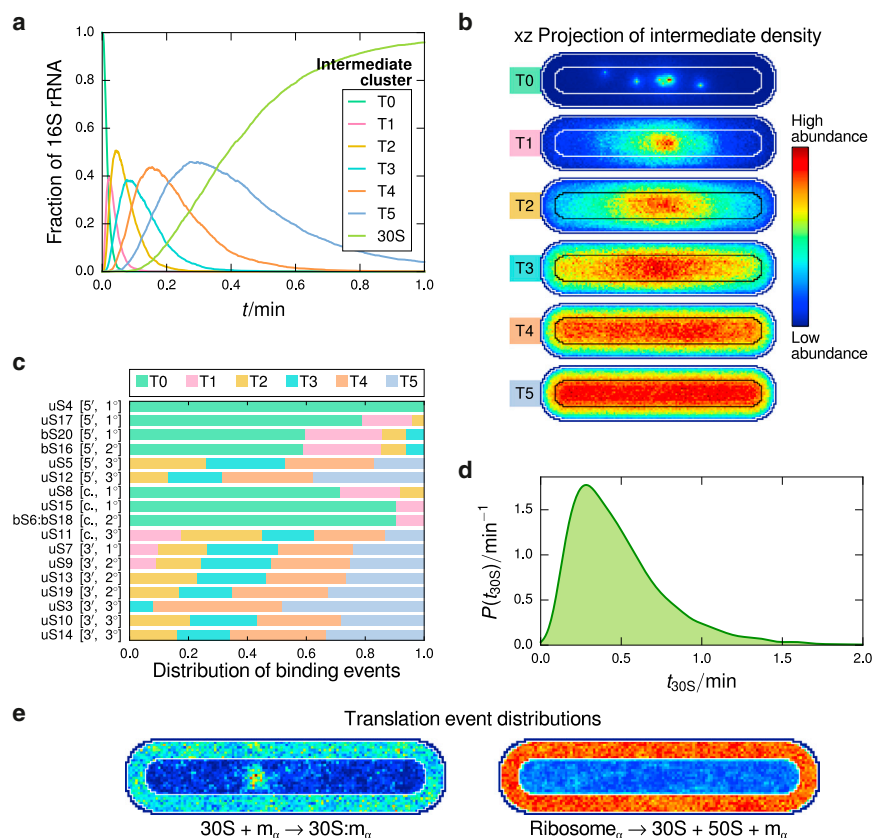 a
Fraction of 16S rRNA
1.0
0.8
0.6
0.4
0.2
0.0
0.0 0.2 0.4 0.6 0.8 1.0
t/min
Intermediate
cluster
T0
T1
T2
T3
T4
T5
30S
b
xz Projection of intermediate density
T0
T1
T2
T3
T4
T5
High
abundance
Low
abundance
c
T0 T1 T2 T3 T4 T5
uS4 [5′, 1°]
uS17 [5′, 1°]
bS20 [5′, 1°]
bS16 [5′, 2°]
uS5 [5′, 3°]
uS12 [5′, 3°]
uS8 [c., 1°]
uS15 [c., 1°]
bS6:bS18 [c., 2°]
uS11 [c., 3°]
uS7 [3′, 1°]
uS9 [3′, 2°]
uS13 [3′, 2°]
uS19 [3′, 2°]
uS3 [3′, 3°]
uS10 [3′, 3°]
uS14 [3′, 3°]
0.0 0.2 0.4 0.6 0.8 1.0
Distribution of binding events
d
P(t30S)/min−1
1.5
1.0
0.5
0.0
0.0 0.5 1.0 1.5 2.0
t30S/min
e
Translation event distributions
30S + mα → 30S:mα
Ribosomeα → 30S + 50S + mα